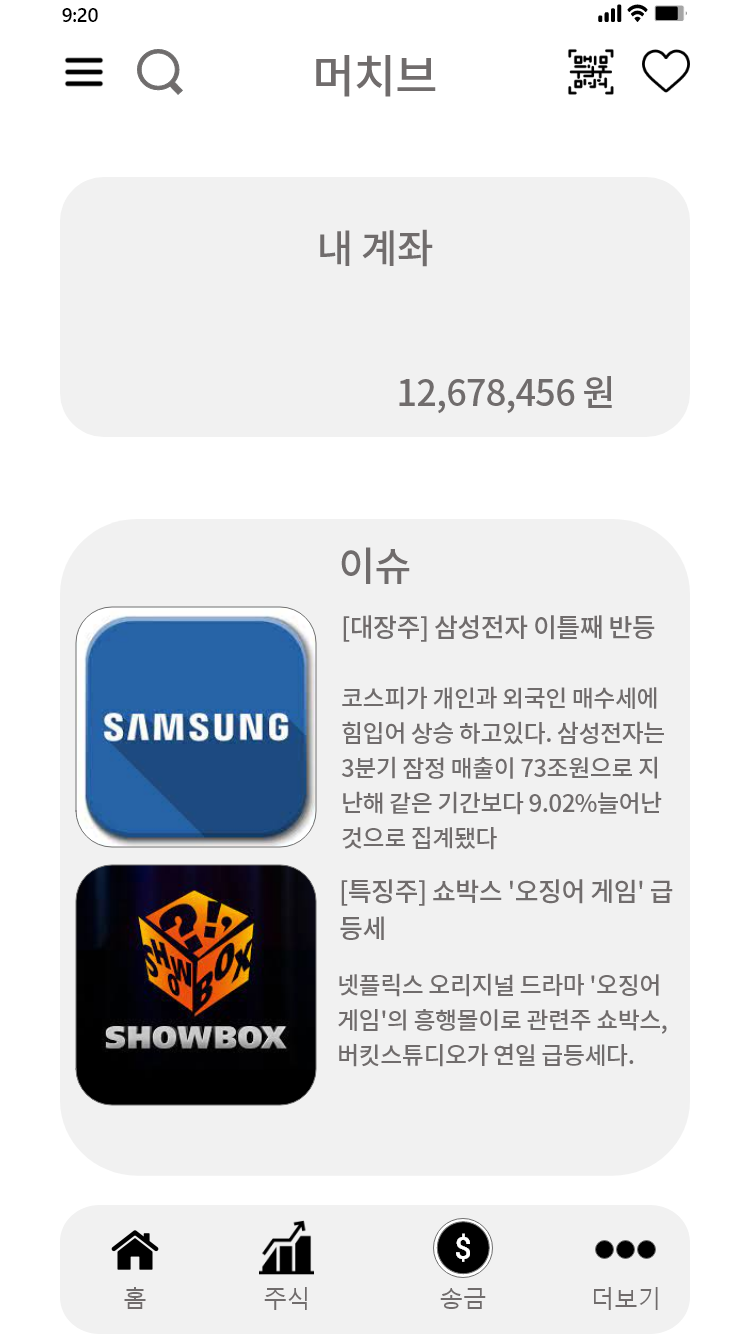 9:20
머치브
내 계좌
12,678,456 원
이슈
[대장주] 삼성전자 이틀째 반등
SAMSUNG
코스피가 개인과 외국인 매수세에
힘입어 상승 하고있다. 삼성전자는
3분기 잠정 매출이 73조원으로 지
난해 같은 기간보다 9.02%늘어난
것으로 집계됐다
[특징주] 쇼박스 '오징어 게임' 급
등세
?!
SHOW BOX
SHOWBOX
넷플릭스 오리지널 드라마 '오징어
게임'의 흥행몰이로 관련주 쇼박스,
버킷스튜디오가 연일 급등세다.
$
홈
주식
송금
더보기